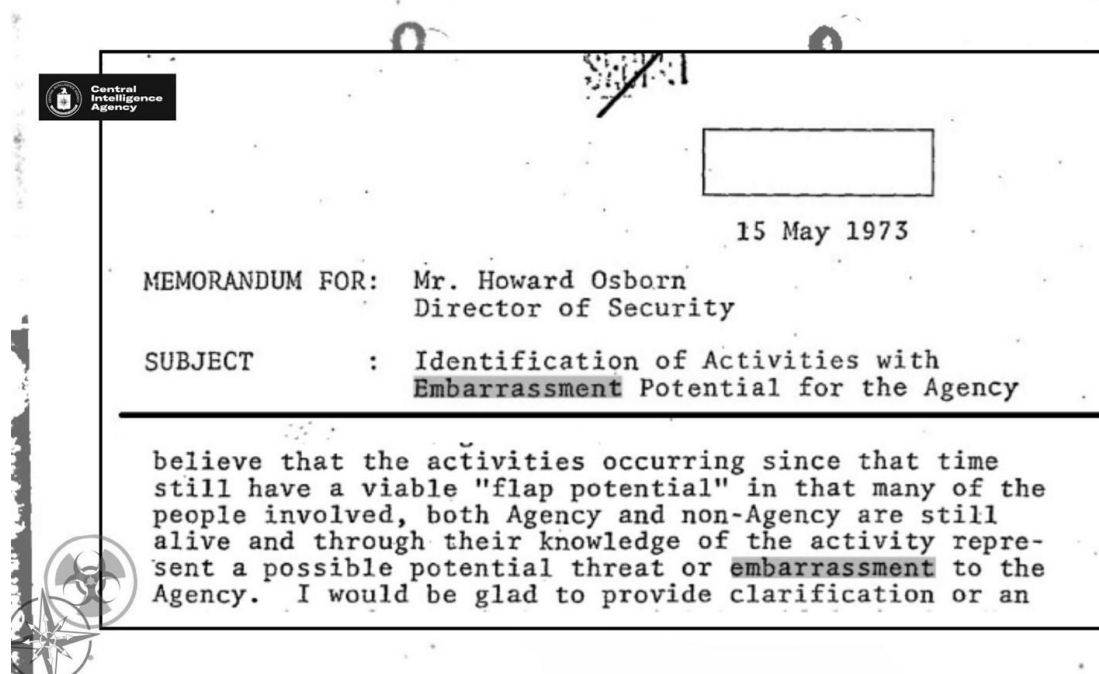 Central
Intelligence
Agency
15 May 1973
MEMORANDUM FOR: Mr. Howard Osborn
Director of Security
SUBJECT : Identification of Activities with
Embarrassment Potential for the Agency
believe that the activities occurring since that time
still have a viable "flap potential" in that many of the
people involved, both Agency and non-Agency are still
alive and through their knowledge of the activity repre-
sent a possible potential threat or embarrassment to the
Agency. I would be glad to provide clarification or an